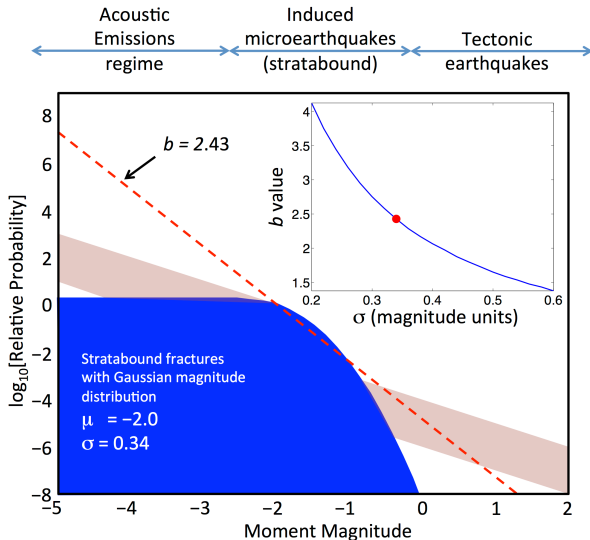 Acoustic Emissions regime
Induced microearthquakes (stratabound)
Tectonic earthquakes
log10[Relative Probability]
8
6
4
2
0
−2
−4
−6
−8
b = 2.43
b value
4
3.5
3
2.5
2
1.5
0.2 0.3 0.4 0.5 0.6
σ (magnitude units)
Stratabound fractures
with Gaussian magnitude
distribution
μ = −2.0
σ = 0.34
−5 −4 −3 −2 −1 0 1 2
Moment Magnitude